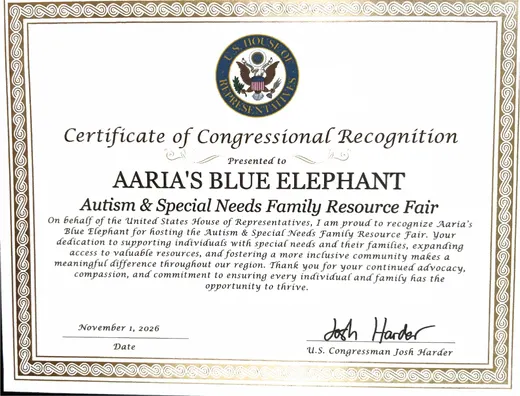 U.S. HOUSE OF
REPRESENTATIVES
Certificate of Congressional Recognition
Presented to
AARIA'S BLUE ELEPHANT
Autism & Special Needs Family Resource Fair
On behalf of the United States House of Representatives, I am proud to recognize Aaria's
Blue Elephant for hosting the Autism & Special Needs Family Resource Fair. Your
dedication to supporting individuals with special needs and their families, expanding
access to valuable resources, and fostering a more inclusive community makes a
meaningful difference throughout our region. Thank you for your continued advocacy,
compassion, and commitment to ensuring every individual and family has the
opportunity to thrive.
November 1, 2026
Date
Josh Harder
U.S. Congressman Josh Harder